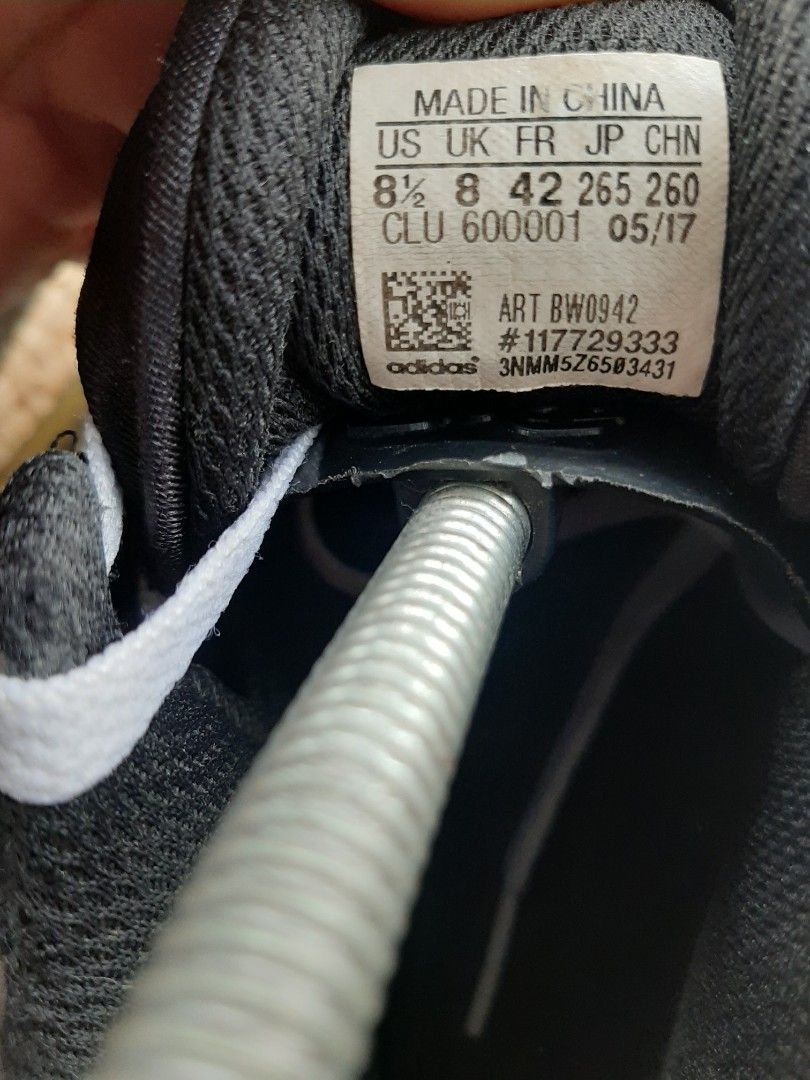 MADE IN CHINA
US UK FR JP CHN
8½ 8 42 265 260
CLU 600001 05/17
ART BW0942
#117729333
adidas® 3NMM5Z6503431